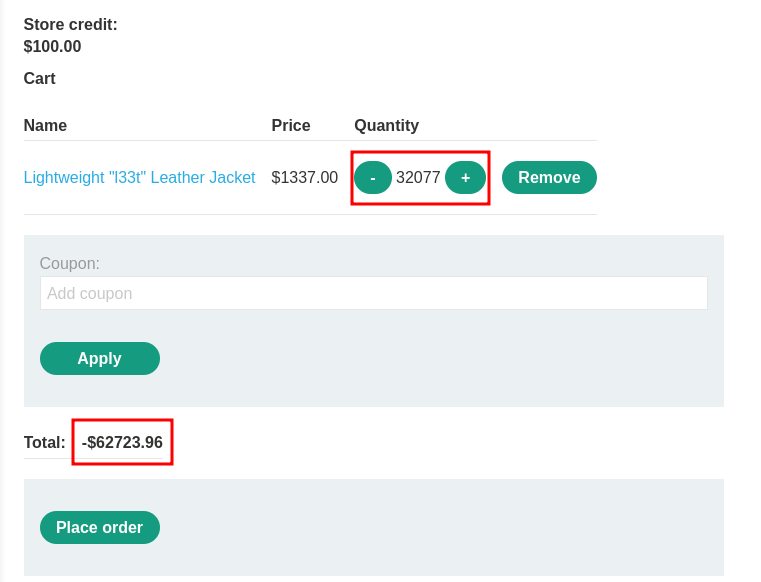 Store credit:
$100.00
Cart
Name Price Quantity
Lightweight "l33t" Leather Jacket $1337.00 - 32077 + Remove
Coupon:
Add coupon
Apply
Total: -$62723.96
Place order